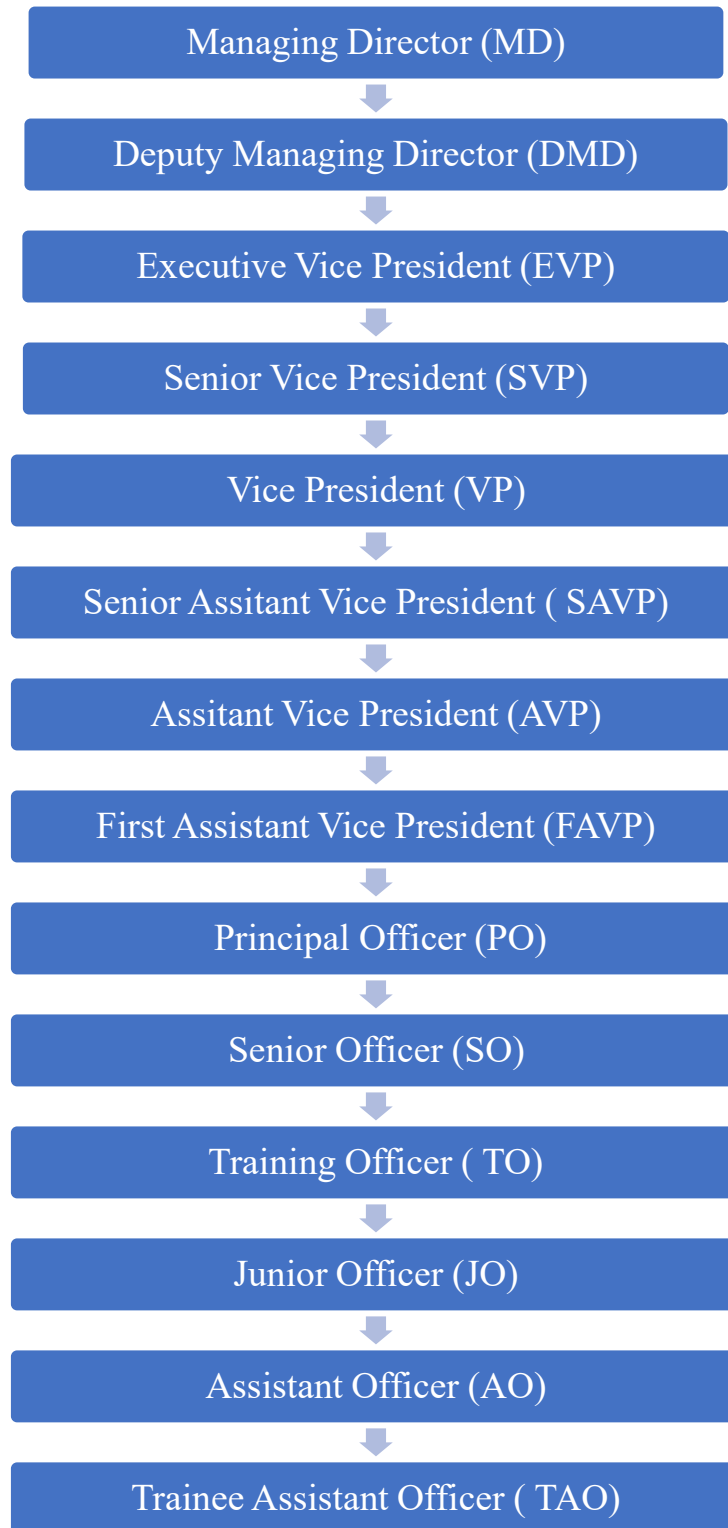 Managing Director (MD)
Deputy Managing Director (DMD)
Executive Vice President (EVP)
Senior Vice President (SVP)
Vice President (VP)
Senior Assitant Vice President ( SAVP)
Assitant Vice President (AVP)
First Assistant Vice President (FAVP)
Principal Officer (PO)
Senior Officer (SO)
Training Officer ( TO)
Junior Officer (JO)
Assistant Officer (AO)
Trainee Assistant Officer ( TAO)